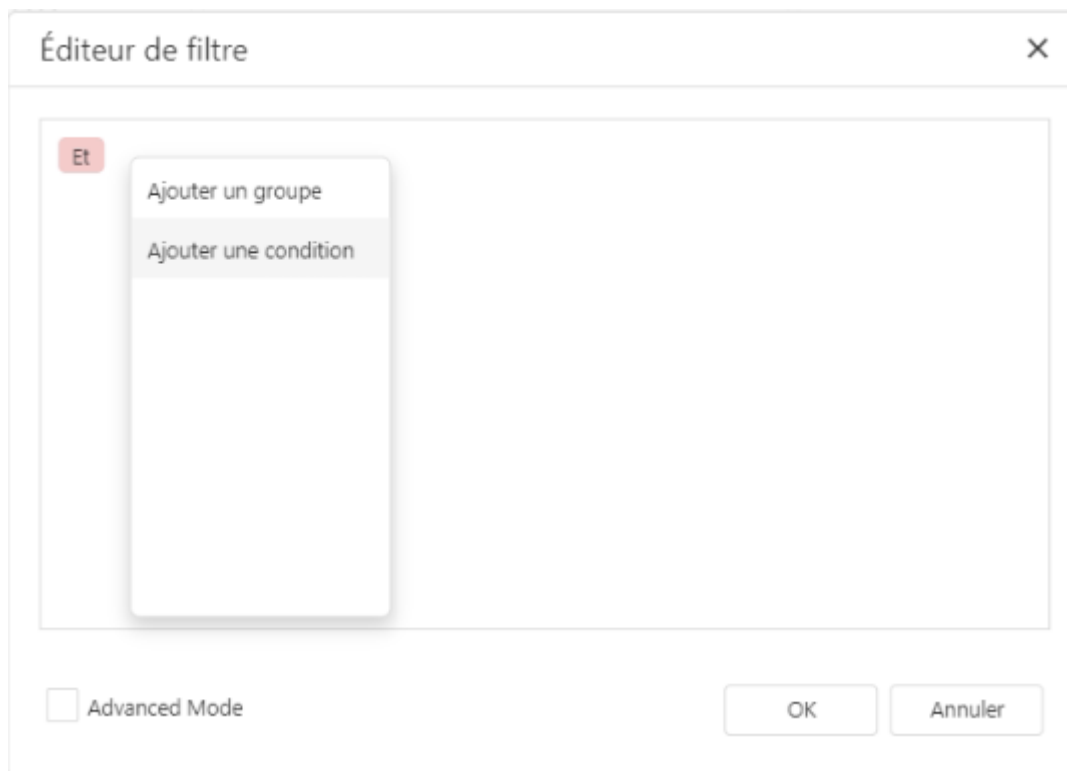 Éditeur de filtre
Et
Ajouter un groupe
Ajouter une condition
Advanced Mode
OK
Annuler